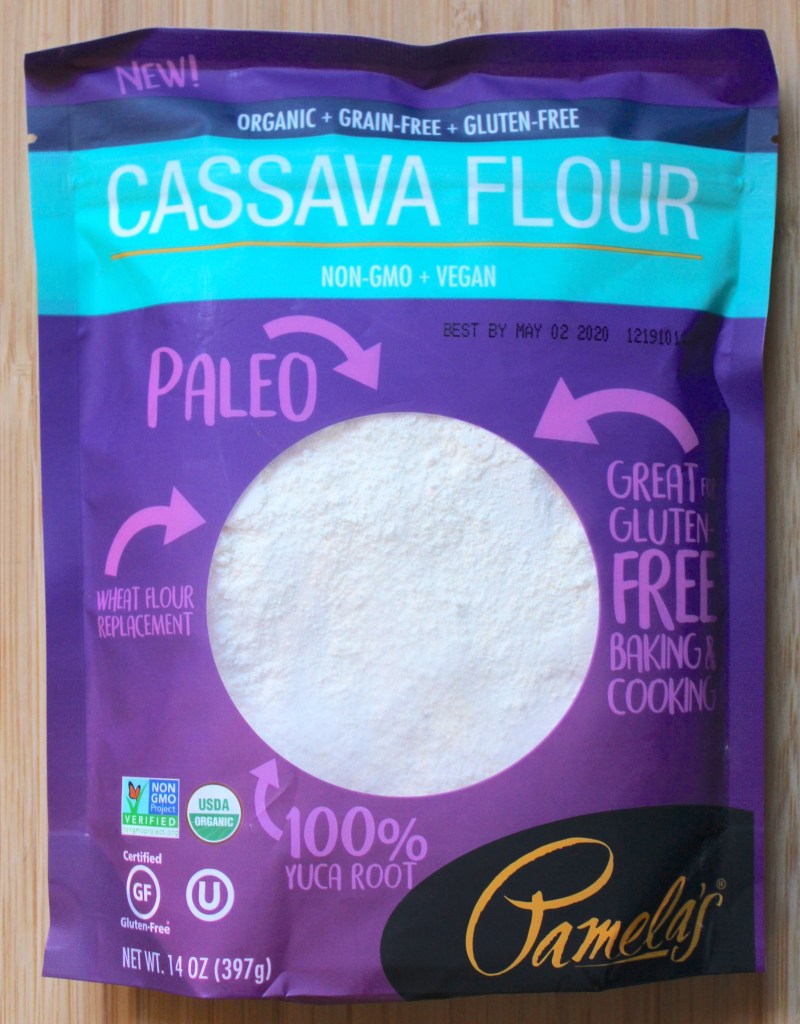 NEW!
ORGANIC + GRAIN-FREE + GLUTEN-FREE
CASSAVA FLOUR
NON-GMO + VEGAN
BEST BY MAY 02 2020
PALEO
GREAT
GLUTEN-
FREE
BAKING &
COOKING
WHEAT FLOUR
REPLACEMENT
100%
YUCA ROOT
NON
GMO
Project
VERIFIED
nongmoproject.org
USDA
ORGANIC
Certified
GF
Gluten-Free
U
Pamela's®
NET WT. 14 OZ (397g)